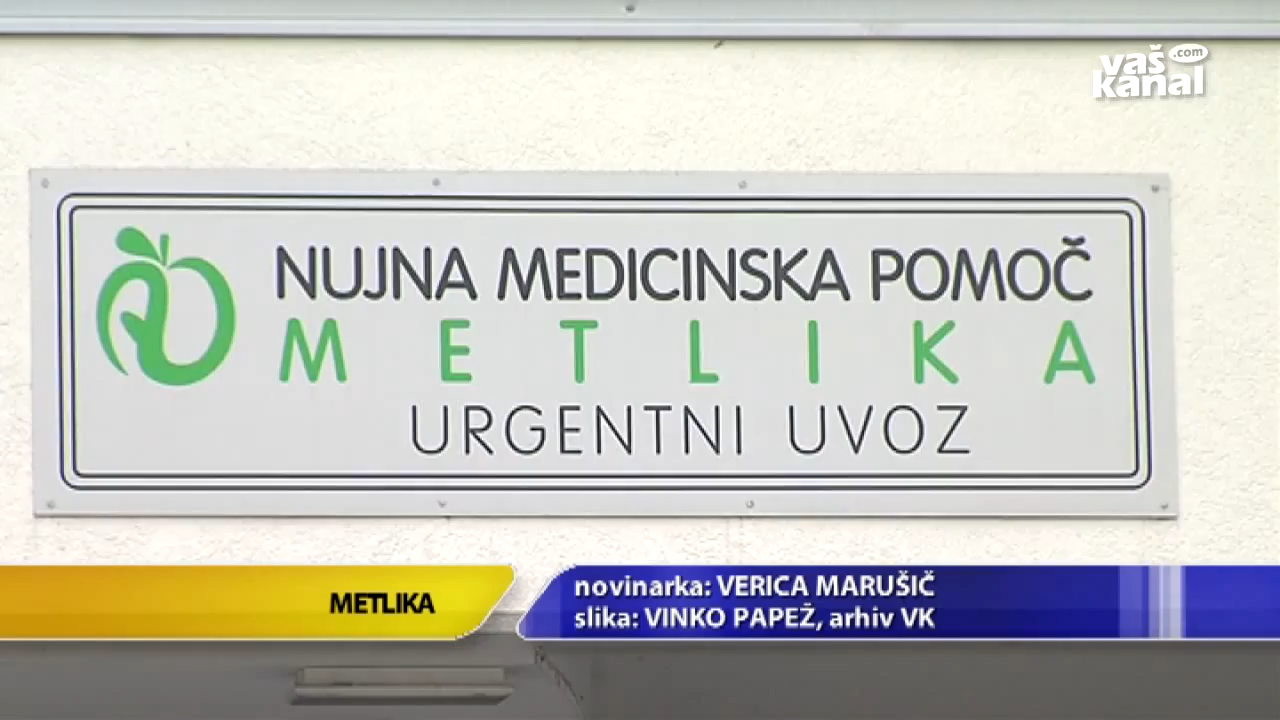 vaš .com
kanal
NUJNA MEDICINSKA POMOČ
METLIKA
URGENTNI UVOZ
METLIKA
novinarka: VERICA MARUŠIČ
slika: VINKO PAPEŽ, arhiv VK